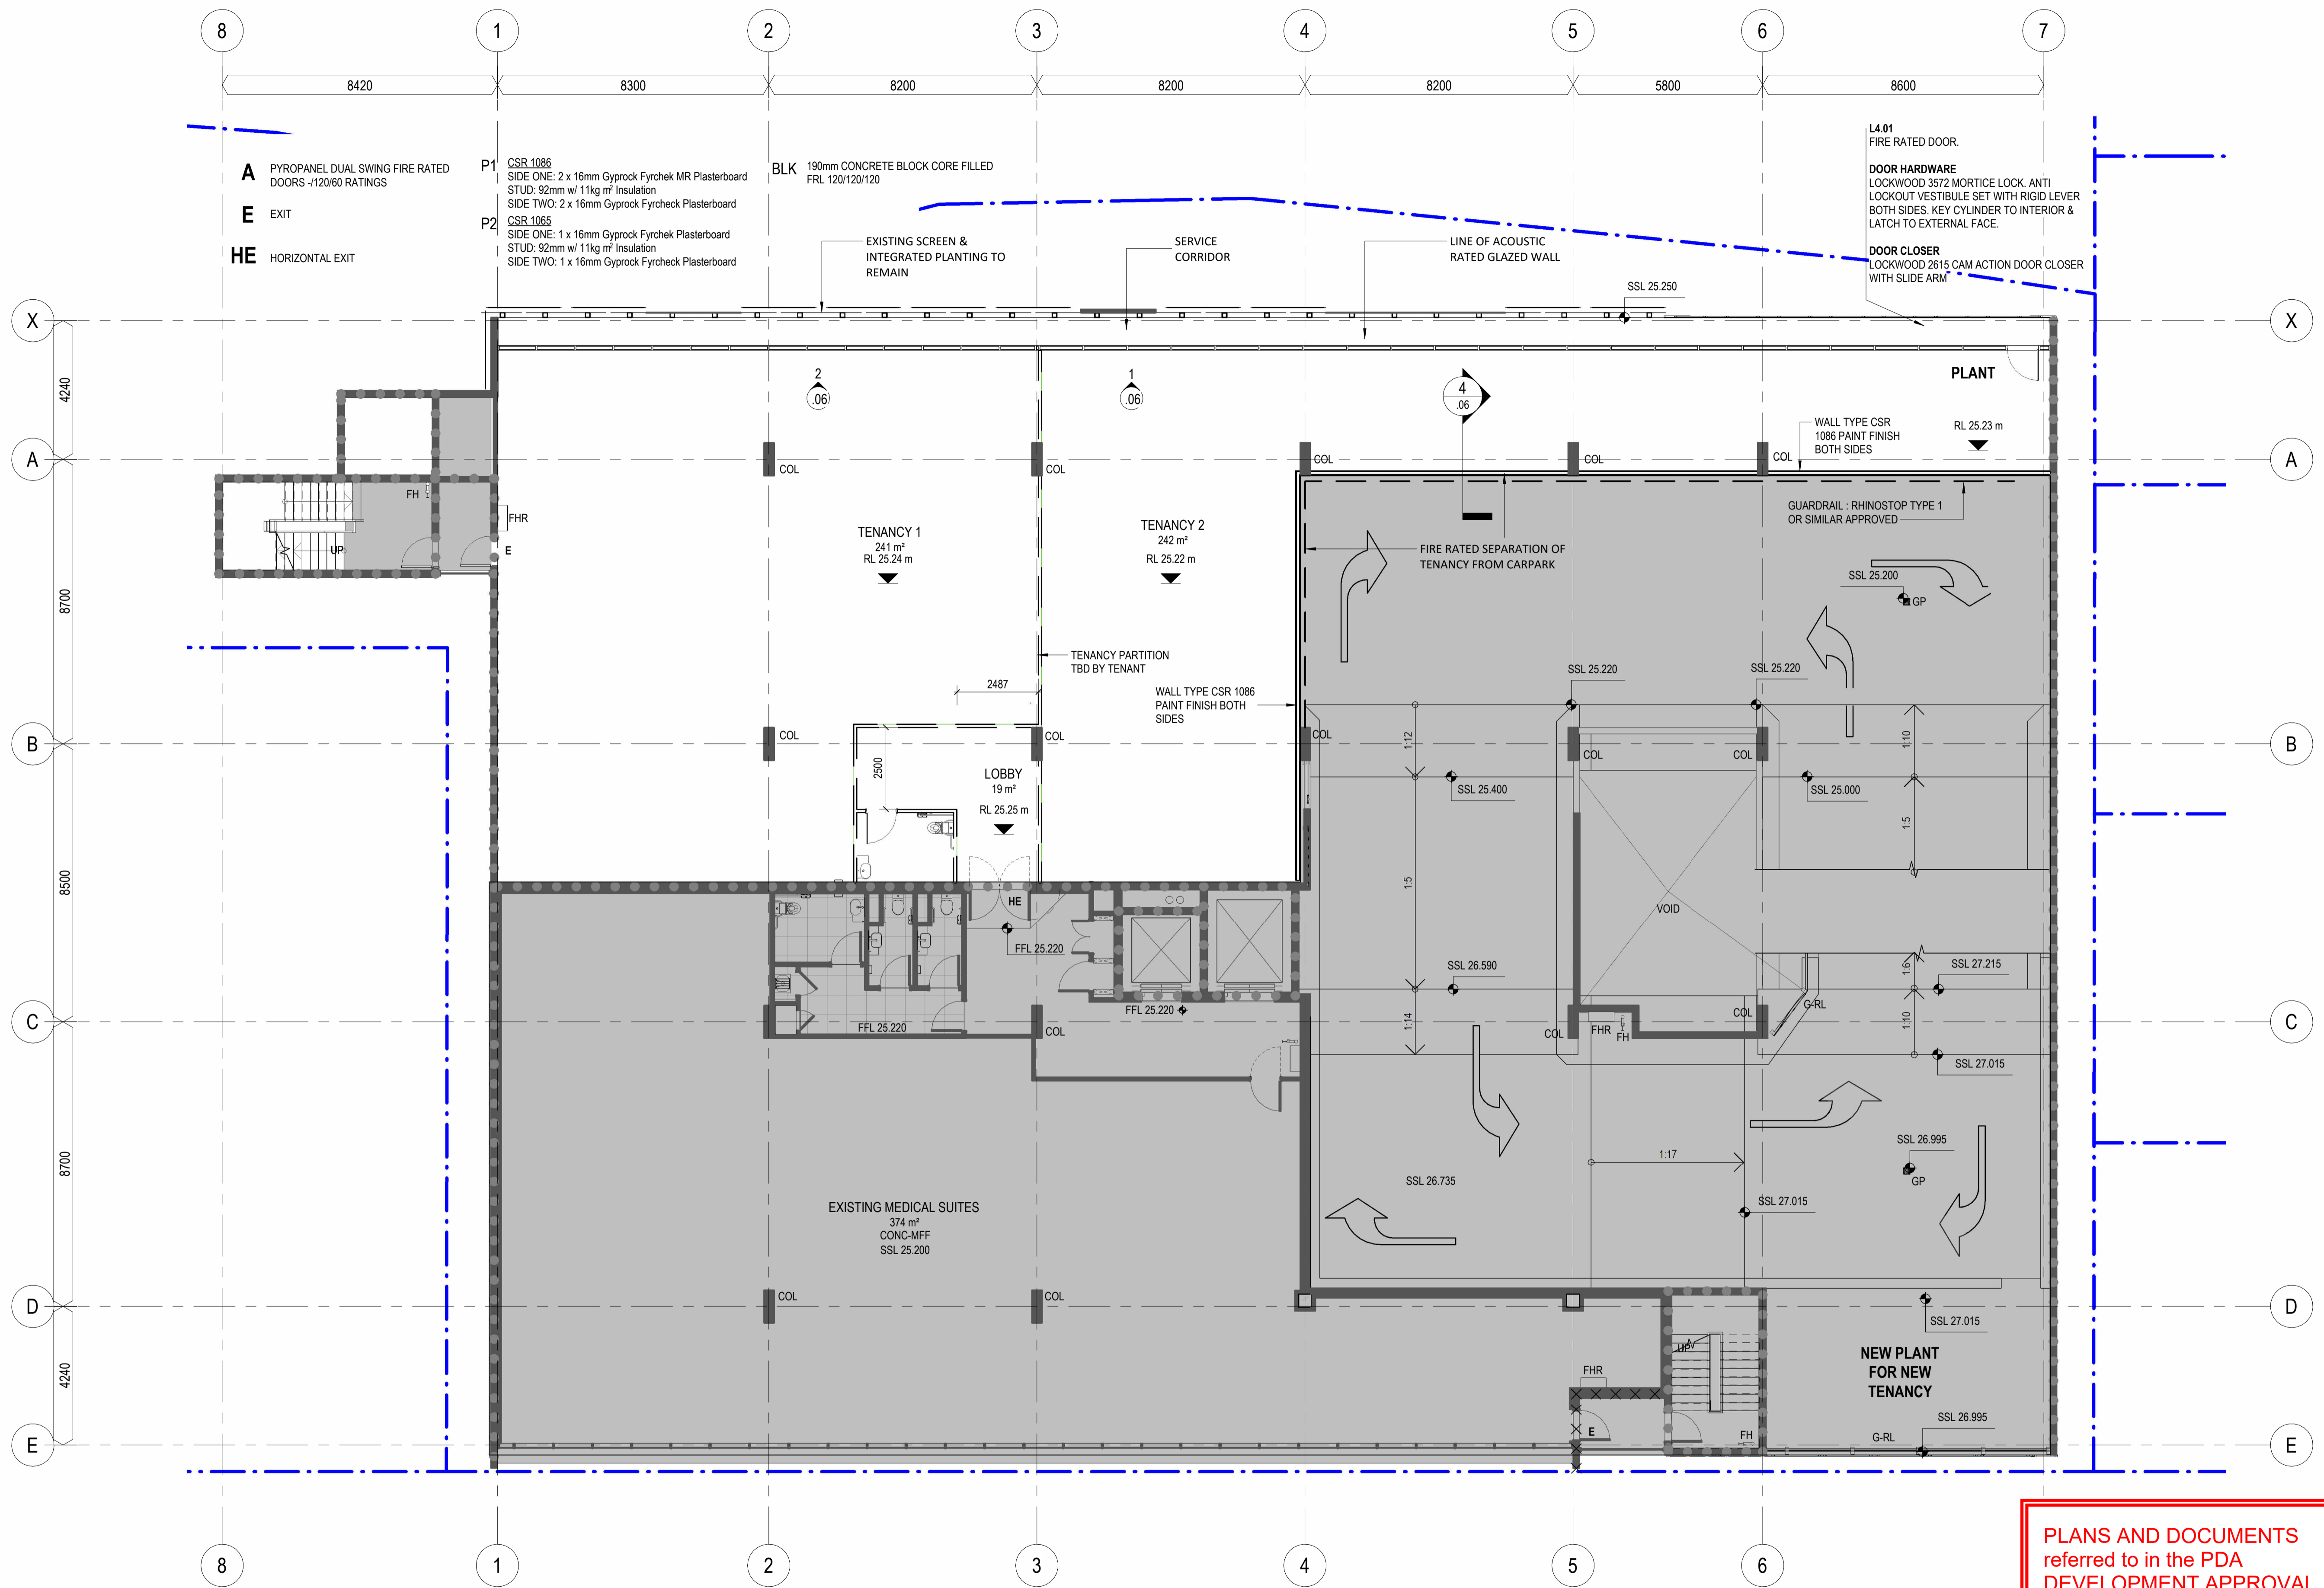 8 1 2 3 4 5 6 7
8420 8300 8200 8200 8200 5800 8600
A PYROPANEL DUAL SWING FIRE RATED
DOORS -/120/60 RATINGS
E EXIT
HE HORIZONTAL EXIT
P1 CSR 1086
SIDE ONE: 2 x 16mm Gyprock Fyrchek MR Plasterboard
STUD: 92mm w/ 11kg m² Insulation
SIDE TWO: 2 x 16mm Gyprock Fyrcheck Plasterboard
P2 CSR 1065
SIDE ONE: 1 x 16mm Gyprock Fyrchek Plasterboard
STUD: 92mm w/ 11kg m² Insulation
SIDE TWO: 1 x 16mm Gyprock Fyrcheck Plasterboard
BLK 190mm CONCRETE BLOCK CORE FILLED
FRL 120/120/120
L4.01
FIRE RATED DOOR.
DOOR HARDWARE
LOCKWOOD 3572 MORTICE LOCK. ANTI
LOCKOUT VESTIBULE SET WITH RIGID LEVER
BOTH SIDES. KEY CYLINDER TO INTERIOR &
LATCH TO EXTERNAL FACE.
DOOR CLOSER
LOCKWOOD 2615 CAM ACTION DOOR CLOSER
WITH SLIDE ARM
EXISTING SCREEN &
INTEGRATED PLANTING TO
REMAIN
SERVICE
CORRIDOR
LINE OF ACOUSTIC
RATED GLAZED WALL
SSL 25.250
X X
4240
2
.06
1
.06
4
.06
PLANT
WALL TYPE CSR
1086 PAINT FINISH
BOTH SIDES
RL 25.23 m
A A
COL COL COL COL COL
FH
FHR
UP
E
8700
TENANCY 1
241 m²
RL 25.24 m
TENANCY 2
242 m²
RL 25.22 m
GUARDRAIL : RHINOSTOP TYPE 1
OR SIMILAR APPROVED
FIRE RATED SEPARATION OF
TENANCY FROM CARPARK
SSL 25.200
GP
TENANCY PARTITION
TBD BY TENANT
2487
WALL TYPE CSR 1086
PAINT FINISH BOTH
SIDES
SSL 25.220
SSL 25.220
B B
COL COL COL COL COL
1:12
1:10
2500
LOBBY
19 m²
RL 25.25 m
SSL 25.400
SSL 25.000
1:5
1:5
8500
HE
VOID
FFL 25.220
SSL 26.590
1:6
SSL 27.215
G-RL
FFL 25.220
FFL 25.220
C C
COL COL COL
1:14
1:10
FHR
FH
SSL 27.015
8700
SSL 26.995
GP
1:17
SSL 26.735
SSL 27.015
EXISTING MEDICAL SUITES
374 m²
CONC-MFF
SSL 25.200
D D
COL COL
SSL 27.015
4240
UP
FHR
NEW PLANT
FOR NEW
TENANCY
SSL 26.995
E
FH
G-RL
E E
8 1 2 3 4 5 6
PLANS AND DOCUMENTS
referred to in the PDA
DEVELOPMENT APPROVAL